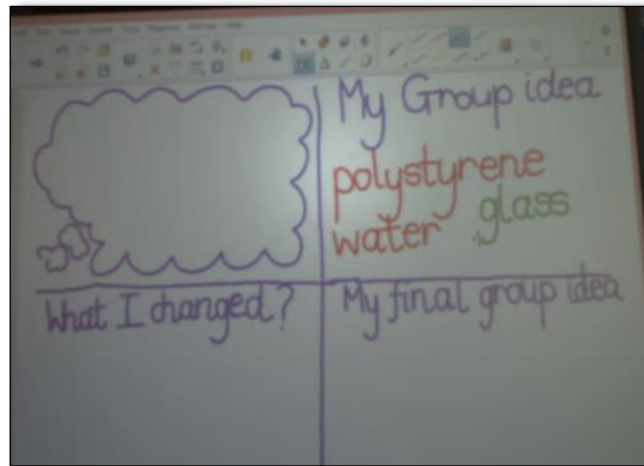 My Group idea
polystyrene
water glass
What I changed?
My final group idea